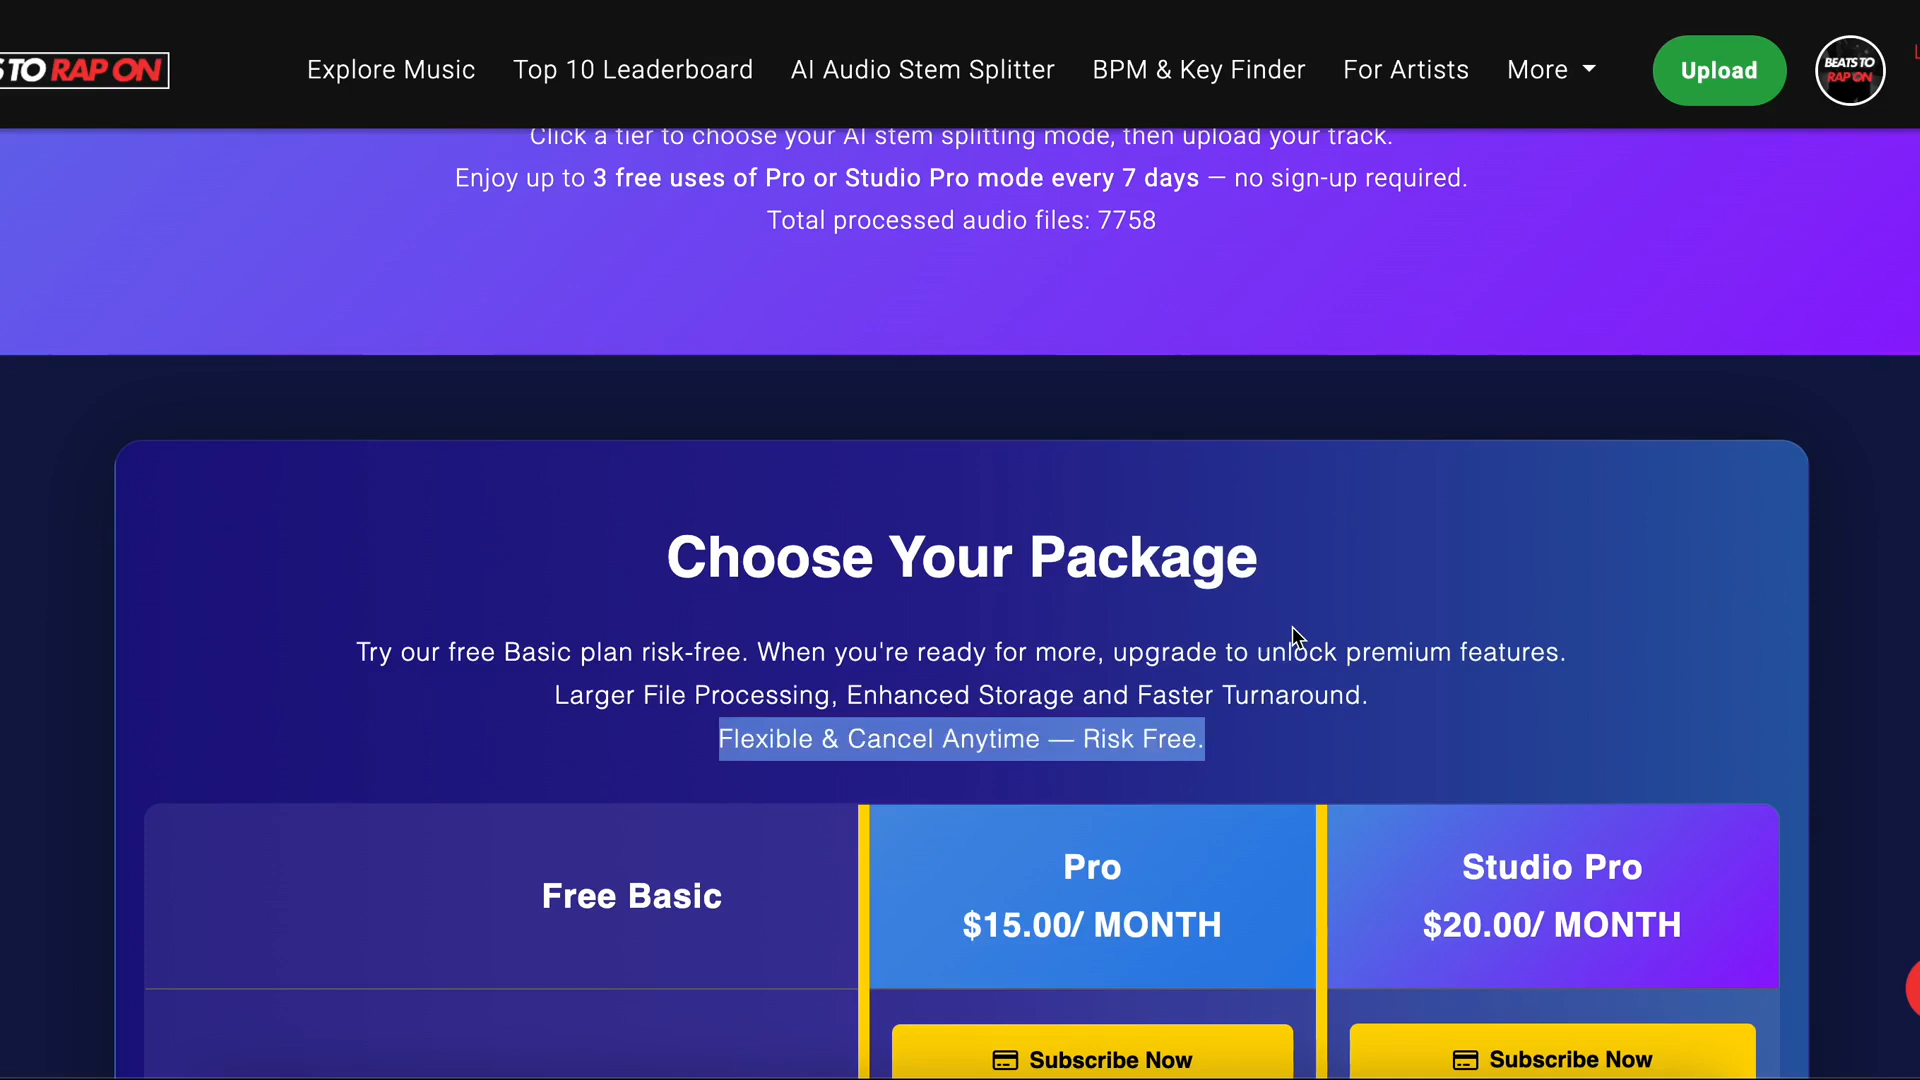 S TO RAP ON
Explore Music
Top 10 Leaderboard
AI Audio Stem Splitter
BPM & Key Finder
For Artists
More
Upload
BEATS TO
RAP ON
Click a tier to choose your AI stem splitting mode, then upload your track.
Enjoy up to 3 free uses of Pro or Studio Pro mode every 7 days — no sign-up required.
Total processed audio files: 7758
Choose Your Package
Try our free Basic plan risk-free. When you're ready for more, upgrade to unlock premium features.
Larger File Processing, Enhanced Storage and Faster Turnaround.
Flexible & Cancel Anytime — Risk Free.
Free Basic
Pro
$15.00/ MONTH
Studio Pro
$20.00/ MONTH
Subscribe Now
Subscribe Now